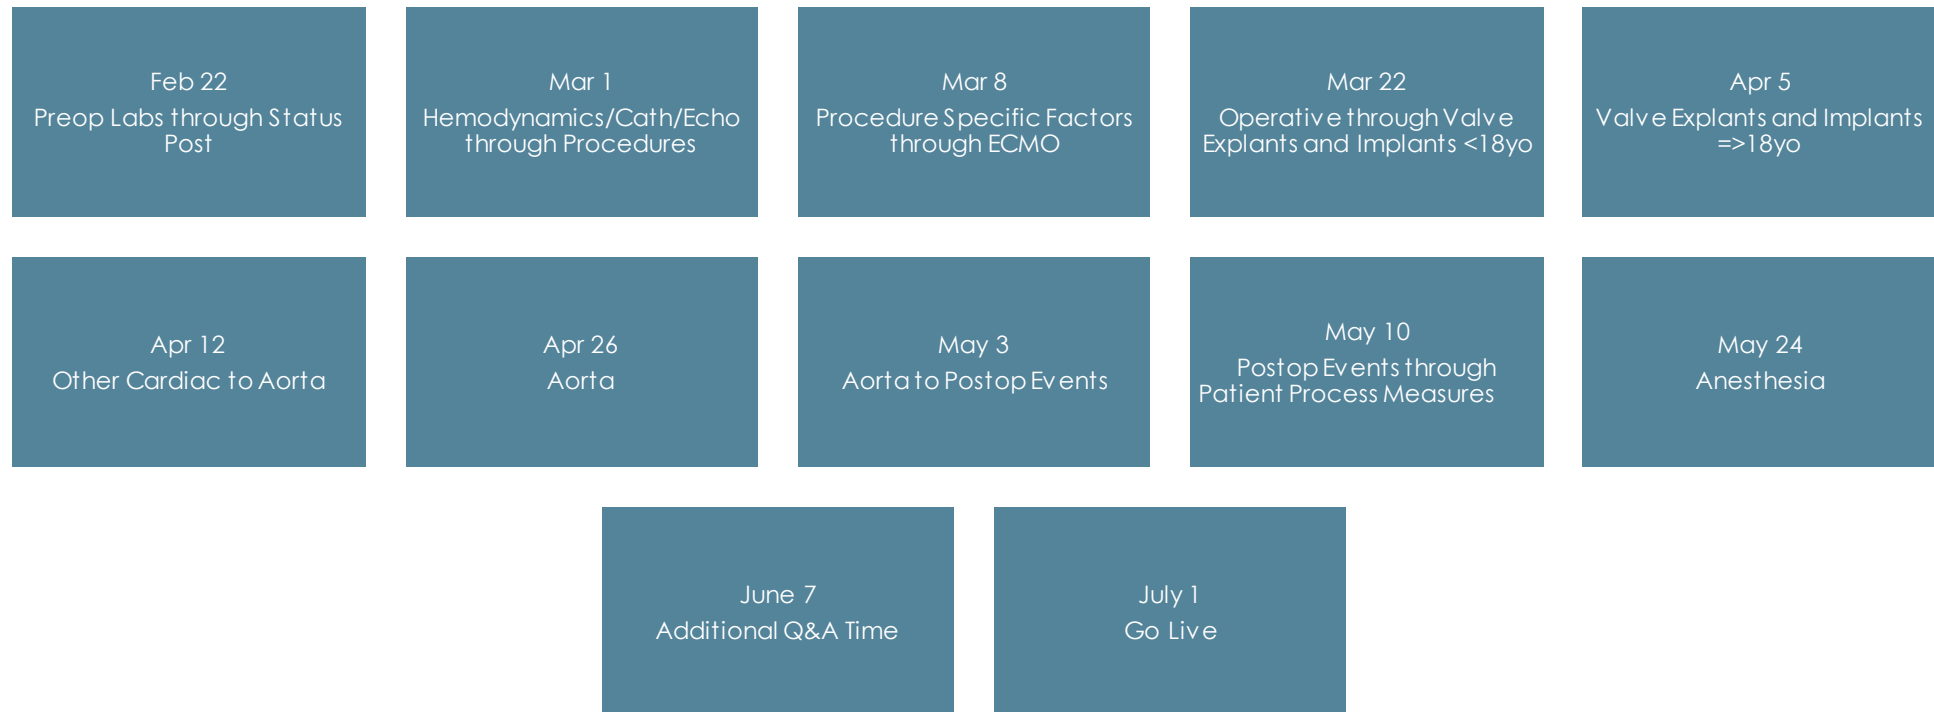 Feb 22
Preop Labs through Status
Post
Mar 1
Hemodynamics/Cath/Echo
through Procedures
Mar 8
Procedure Specific Factors
through ECMO
Mar 22
Operative through Valve
Explants and Implants <18yo
Apr 5
Valve Explants and Implants
=>18yo
Apr 12
Other Cardiac to Aorta
Apr 26
Aorta
May 3
Aorta to Postop Events
May 10
Postop Events through
Patient Process Measures
May 24
Anesthesia
June 7
Additional Q&A Time
July 1
Go Live